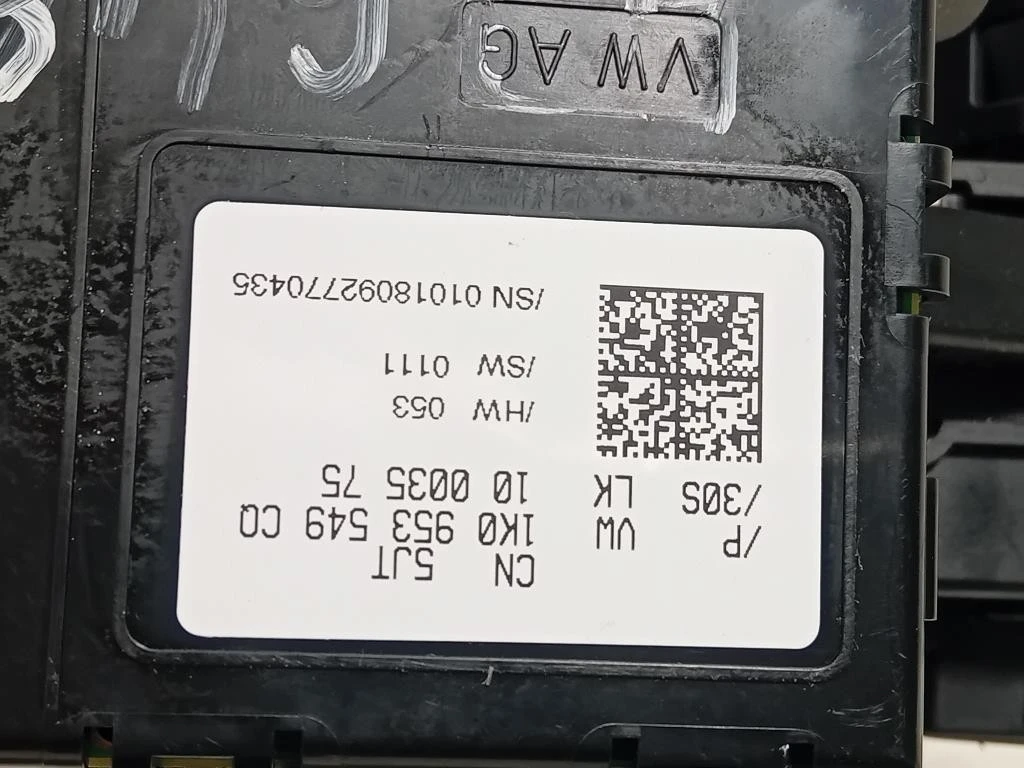 CN 5JT
/P VW 1K0 953 549 CQ
/30S LK 10 0035 75
/HW 053
/SW 0111
/SN 01018092770435
VW AG